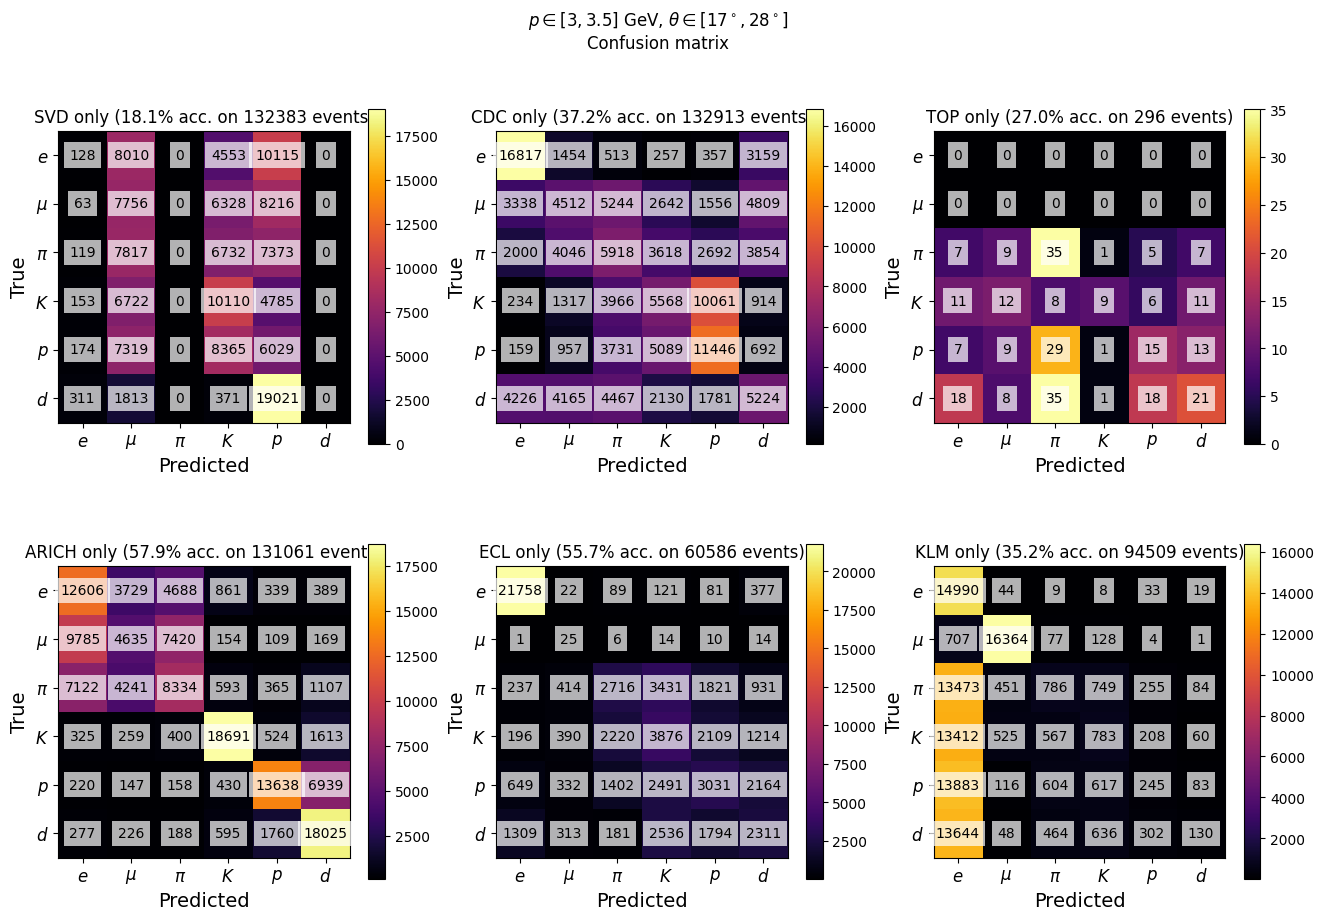 p ∈ [3, 3.5] GeV, θ ∈ [17°, 28°]
Confusion matrix
SVD only (18.1% acc. on 132383 events
e 128 8010 0 4553 10115 0
μ 63 7756 0 6328 8216 0
π 119 7817 0 6732 7373 0
K 153 6722 0 10110 4785 0
p 174 7319 0 8365 6029 0
d 311 1813 0 371 19021 0
e μ π K p d
True
Predicted
17500
15000
12500
10000
7500
5000
2500
0
CDC only (37.2% acc. on 132913 events
e 16817 1454 513 257 357 3159
μ 3338 4512 5244 2642 1556 4809
π 2000 4046 5918 3618 2692 3854
K 234 1317 3966 5568 10061 914
p 159 957 3731 5089 11446 692
d 4226 4165 4467 2130 1781 5224
e μ π K p d
True
Predicted
16000
14000
12000
10000
8000
6000
4000
2000
TOP only (27.0% acc. on 296 events)
e 0 0 0 0 0 0
μ 0 0 0 0 0 0
π 7 9 35 1 5 7
K 11 12 8 9 6 11
p 7 9 29 1 15 13
d 18 8 35 1 18 21
e μ π K p d
True
Predicted
35
30
25
20
15
10
5
0
ARICH only (57.9% acc. on 131061 event
e 12606 3729 4688 861 339 389
μ 9785 4635 7420 154 109 169
π 7122 4241 8334 593 365 1107
K 325 259 400 18691 524 1613
p 220 147 158 430 13638 6939
d 277 226 188 595 1760 18025
e μ π K p d
True
Predicted
17500
15000
12500
10000
7500
5000
2500
ECL only (55.7% acc. on 60586 events)
e 21758 22 89 121 81 377
μ 1 25 6 14 10 14
π 237 414 2716 3431 1821 931
K 196 390 2220 3876 2109 1214
p 649 332 1402 2491 3031 2164
d 1309 313 181 2536 1794 2311
e μ π K p d
True
Predicted
20000
17500
15000
12500
10000
7500
5000
2500
KLM only (35.2% acc. on 94509 events)
e 14990 44 9 8 33 19
μ 707 16364 77 128 4 1
π 13473 451 786 749 255 84
K 13412 525 567 783 208 60
p 13883 116 604 617 245 83
d 13644 48 464 636 302 130
e μ π K p d
True
Predicted
16000
14000
12000
10000
8000
6000
4000
2000